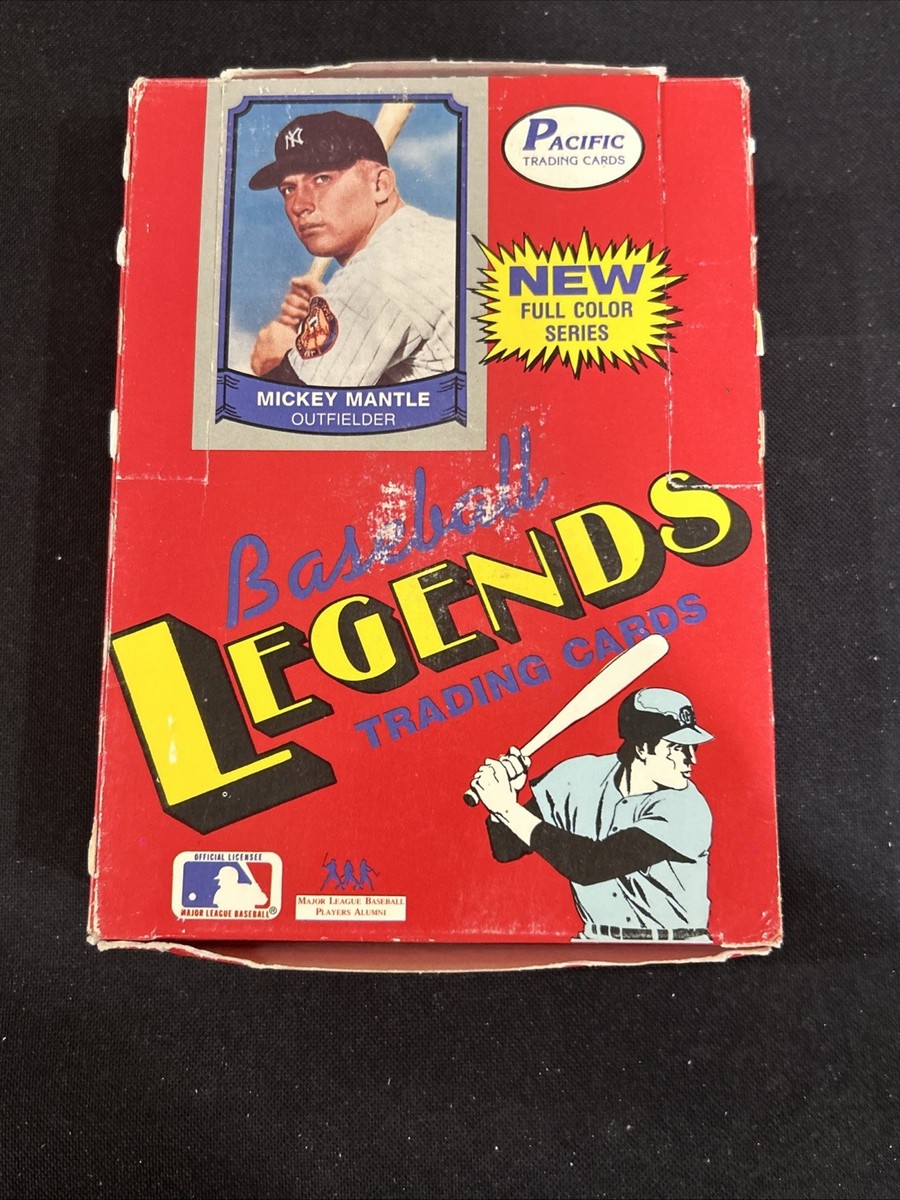 NY
PACIFIC
TRADING CARDS
NEW
FULL COLOR
SERIES
MICKEY MANTLE
OUTFIELDER
Baseball
LEGENDS
TRADING CARDS
OFFICIAL LICENSEE
MAJOR LEAGUE BASEBALL®
MAJOR LEAGUE BASEBALL
PLAYERS ALUMNI